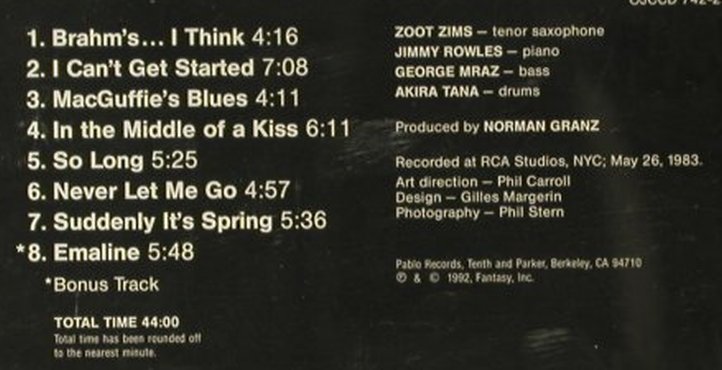 1. Brahm's... I Think 4:16
2. I Can't Get Started 7:08
3. MacGuffie's Blues 4:11
4. In the Middle of a Kiss 6:11
5. So Long 5:25
6. Never Let Me Go 4:57
7. Suddenly It's Spring 5:36
*8. Emaline 5:48
*Bonus Track
TOTAL TIME 44:00
Total time has been rounded off
to the nearest minute.
ZOOT ZIMS – tenor saxophone
JIMMY ROWLES – piano
GEORGE MRAZ – bass
AKIRA TANA – drums
Produced by NORMAN GRANZ
Recorded at RCA Studios, NYC; May 26, 1983.
Art direction – Phil Carroll
Design – Gilles Margerin
Photography – Phil Stern
Pablo Records, Tenth and Parker, Berkeley, CA 94710
℗ & © 1992, Fantasy, Inc.